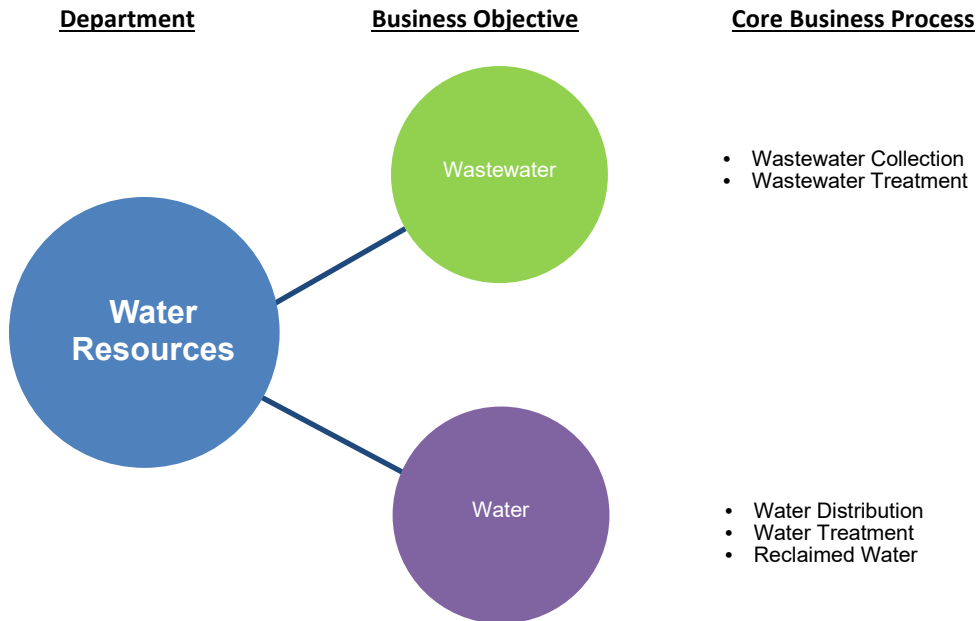 Department Business Objective Core Business Process
Wastewater
• Wastewater Collection
• Wastewater Treatment
Water
Resources
Water
• Water Distribution
• Water Treatment
• Reclaimed Water